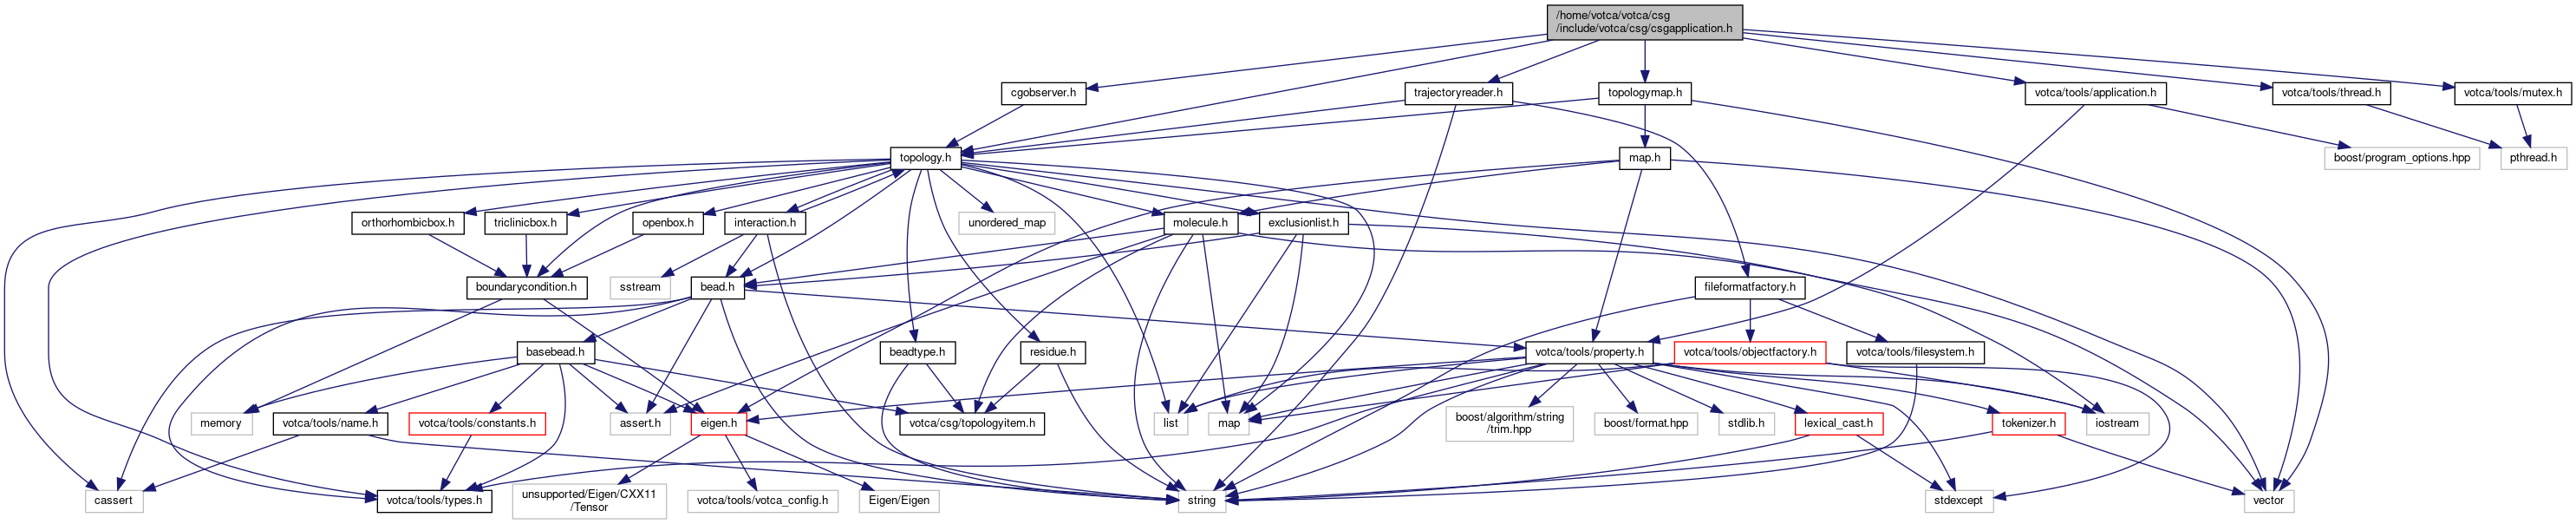 /home/votca/votca/csg
/include/votca/csg/csgapplication.h
cgobserver.h
trajectoryreader.h
topologymap.h
votca/tools/application.h
votca/tools/thread.h
votca/tools/mutex.h
topology.h
map.h
boost/program_options.hpp
pthread.h
orthorhombicbox.h
triclinicbox.h
openbox.h
interaction.h
unordered_map
molecule.h
exclusionlist.h
boundarycondition.h
sstream
bead.h
fileformatfactory.h
basebead.h
beadtype.h
residue.h
votca/tools/property.h
votca/tools/objectfactory.h
votca/tools/filesystem.h
memory
votca/tools/name.h
votca/tools/constants.h
assert.h
eigen.h
votca/csg/topologyitem.h
list
map
boost/algorithm/string
/trim.hpp
boost/format.hpp
stdlib.h
lexical_cast.h
tokenizer.h
iostream
cassert
votca/tools/types.h
unsupported/Eigen/CXX11
/Tensor
votca/tools/votca_config.h
Eigen/Eigen
string
stdexcept
vector